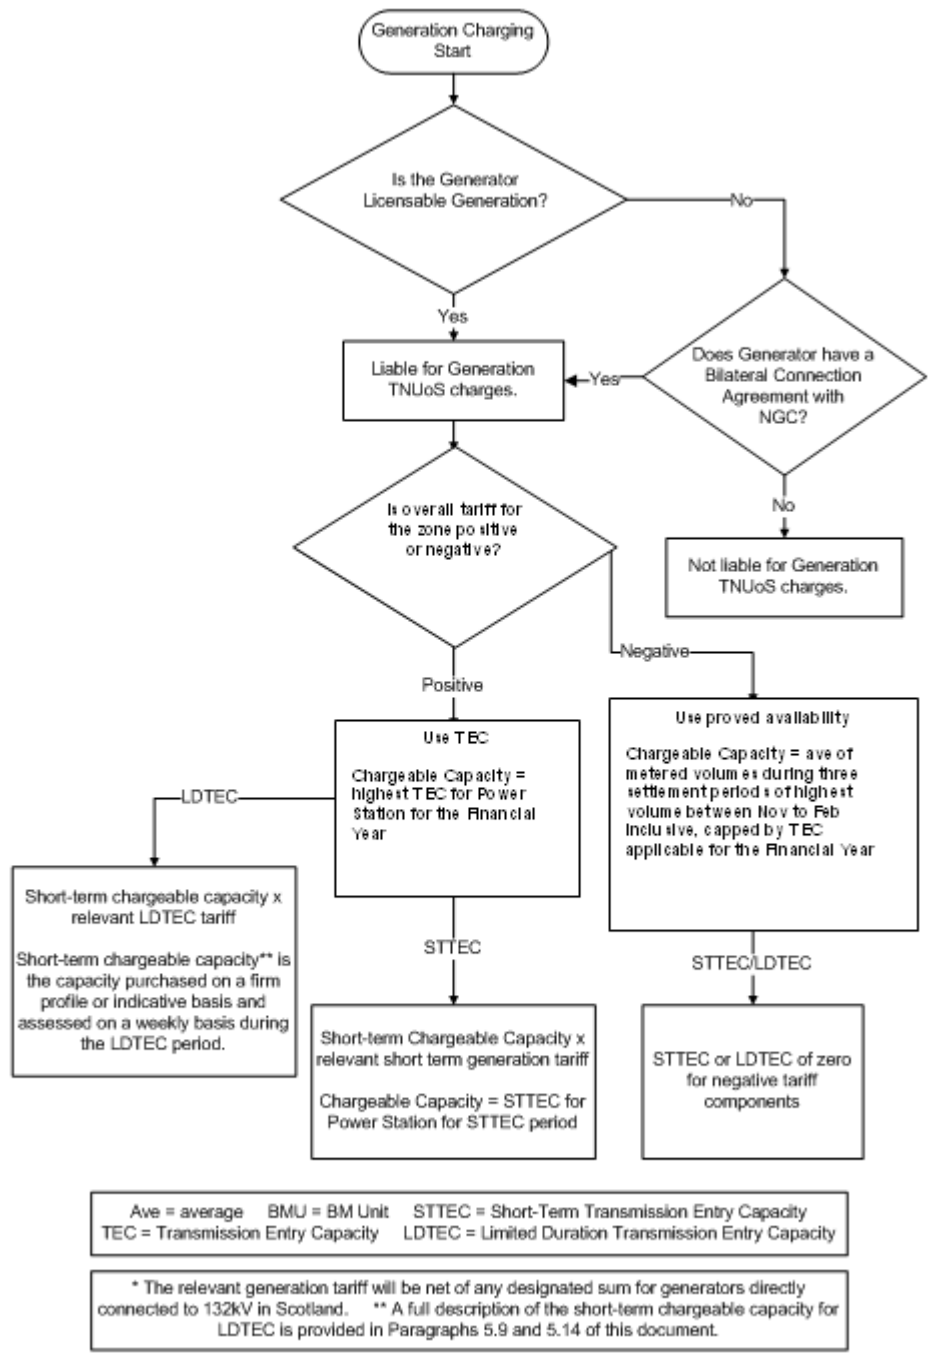 Generation Charging
Start
Is the Generator
Licensable Generation?
No
Yes
Does Generator have a
Bilateral Connection
Agreement with
NGC?
Yes
Liable for Generation
TNUoS charges.
No
Not liable for Generation
TNUoS charges.
Is overall tariff for
the zone positive
or negative?
Negative
Positive
Use TEC
Chargeable Capacity =
highest TEC for Power
Station for the Financial
Year
Use proved availability
Chargeable Capacity = ave of
metered volumes during three
settlement periods of highest
volume between Nov to Feb
inclusive, capped by TEC
applicable for the Financial Year
LDTEC
Short-term chargeable capacity x
relevant LDTEC tariff
Short-term chargeable capacity** is
the capacity purchased on a firm
profile or indicative basis and
assessed on a weekly basis during
the LDTEC period.
STTEC
Short-term Chargeable Capacity x
relevant short term generation tariff
Chargeable Capacity = STTEC for
Power Station for STTEC period
STTEC/LDTEC
STTEC or LDTEC of zero
for negative tariff
components
Ave = average BMU = BM Unit STTEC = Short-Term Transmission Entry Capacity
TEC = Transmission Entry Capacity LDTEC = Limited Duration Transmission Entry Capacity
* The relevant generation tariff will be net of any designated sum for generators directly
connected to 132kV in Scotland. ** A full description of the short-term chargeable capacity for
LDTEC is provided in Paragraphs 5.9 and 5.14 of this document.